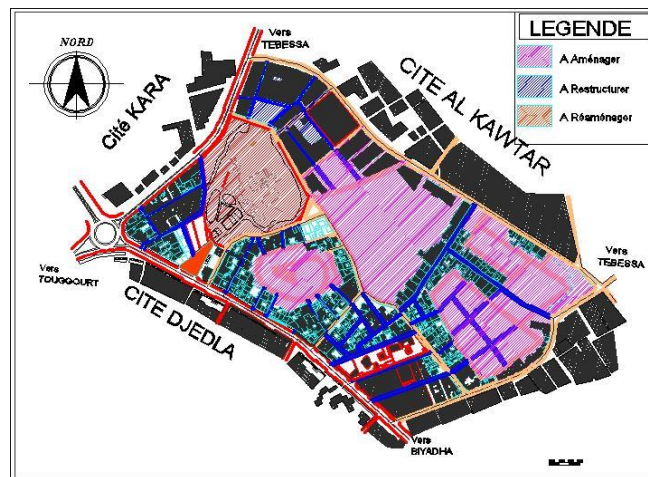 NORD
Vers
TEBESSA
LEGENDE
A Aménager
A Restructurer
A Réaménager
Cité KARA
CITE AL KAWTAR
Vers
TEBESSA
Vers
TOUGGOURT
CITE DJEDLA
Vers
BIYADHA